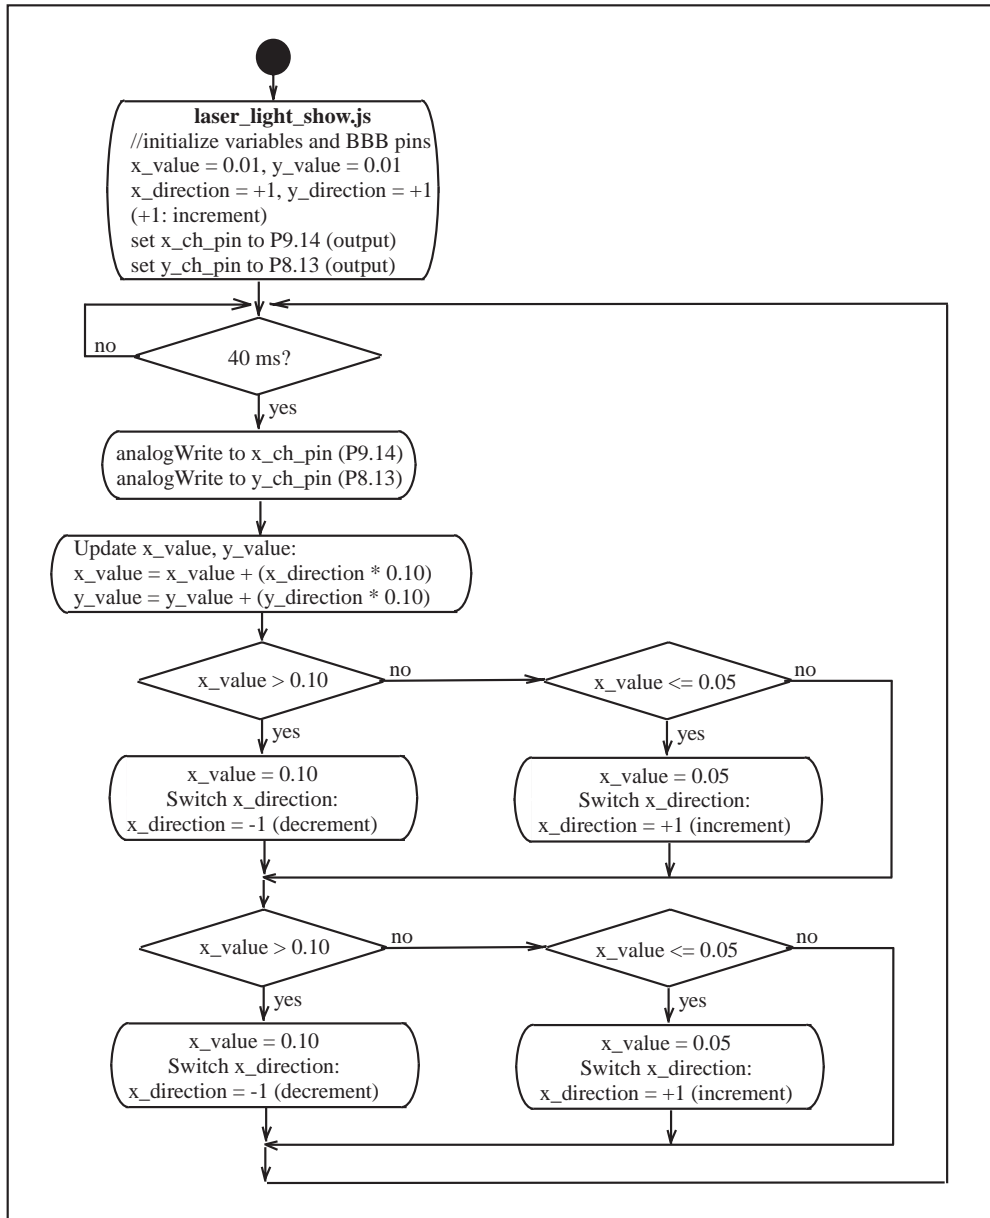 laser_light_show.js
//initialize variables and BBB pins
x_value = 0.01, y_value = 0.01
x_direction = +1, y_direction = +1
(+1: increment)
set x_ch_pin to P9.14 (output)
set y_ch_pin to P8.13 (output)
no
40 ms?
yes
analogWrite to x_ch_pin (P9.14)
analogWrite to y_ch_pin (P8.13)
Update x_value, y_value:
x_value = x_value + (x_direction * 0.10)
y_value = y_value + (y_direction * 0.10)
x_value > 0.10
no
x_value <= 0.05
no
yes
yes
x_value = 0.10
Switch x_direction:
x_direction = -1 (decrement)
x_value = 0.05
Switch x_direction:
x_direction = +1 (increment)
x_value > 0.10
no
x_value <= 0.05
no
yes
yes
x_value = 0.10
Switch x_direction:
x_direction = -1 (decrement)
x_value = 0.05
Switch x_direction:
x_direction = +1 (increment)